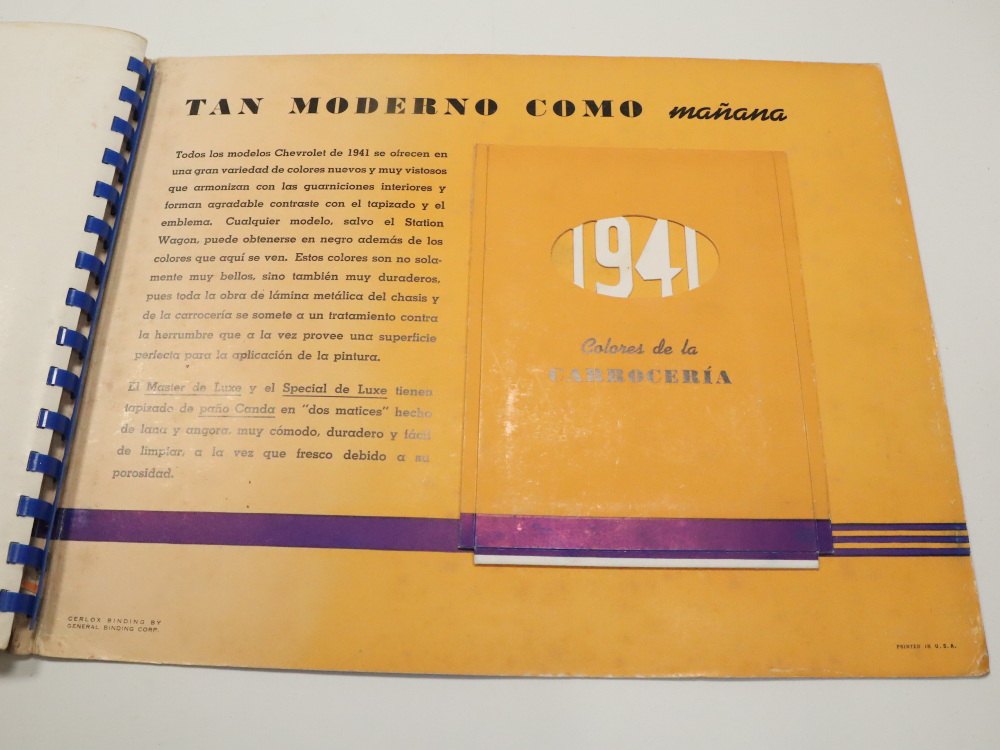 TAN MODERNO COMO mañana
Todos los modelos Chevrolet de 1941 se ofrecen en
una gran variedad de colores nuevos y muy vistosos
que armonizan con las guarniciones interiores y
forman agradable contraste con el tapizado y el
emblema. Cualquier modelo, salvo el Station
Wagon, puede obtenerse en negro además de los
colores que aquí se ven. Estos colores son no sola-
mente muy bellos, sino también muy duraderos,
pues toda la obra de lámina metálica del chasis y
de la carrocería se somete a un tratamiento contra
la herrumbre que a la vez provee una superficie
perfecta para la aplicación de la pintura.
El Master de Luxe y el Special de Luxe tienen
tapizado de paño Canda en "dos matices" hecho
de lana y angora, muy cómodo, duradero y fácil
de limpiar, a la vez que fresco debido a su
porosidad.
1941
Colores de la
CARROCERÍA
CERLOX BINDING BY
GENERAL BINDING CORP.
PRINTED IN U. S. A.